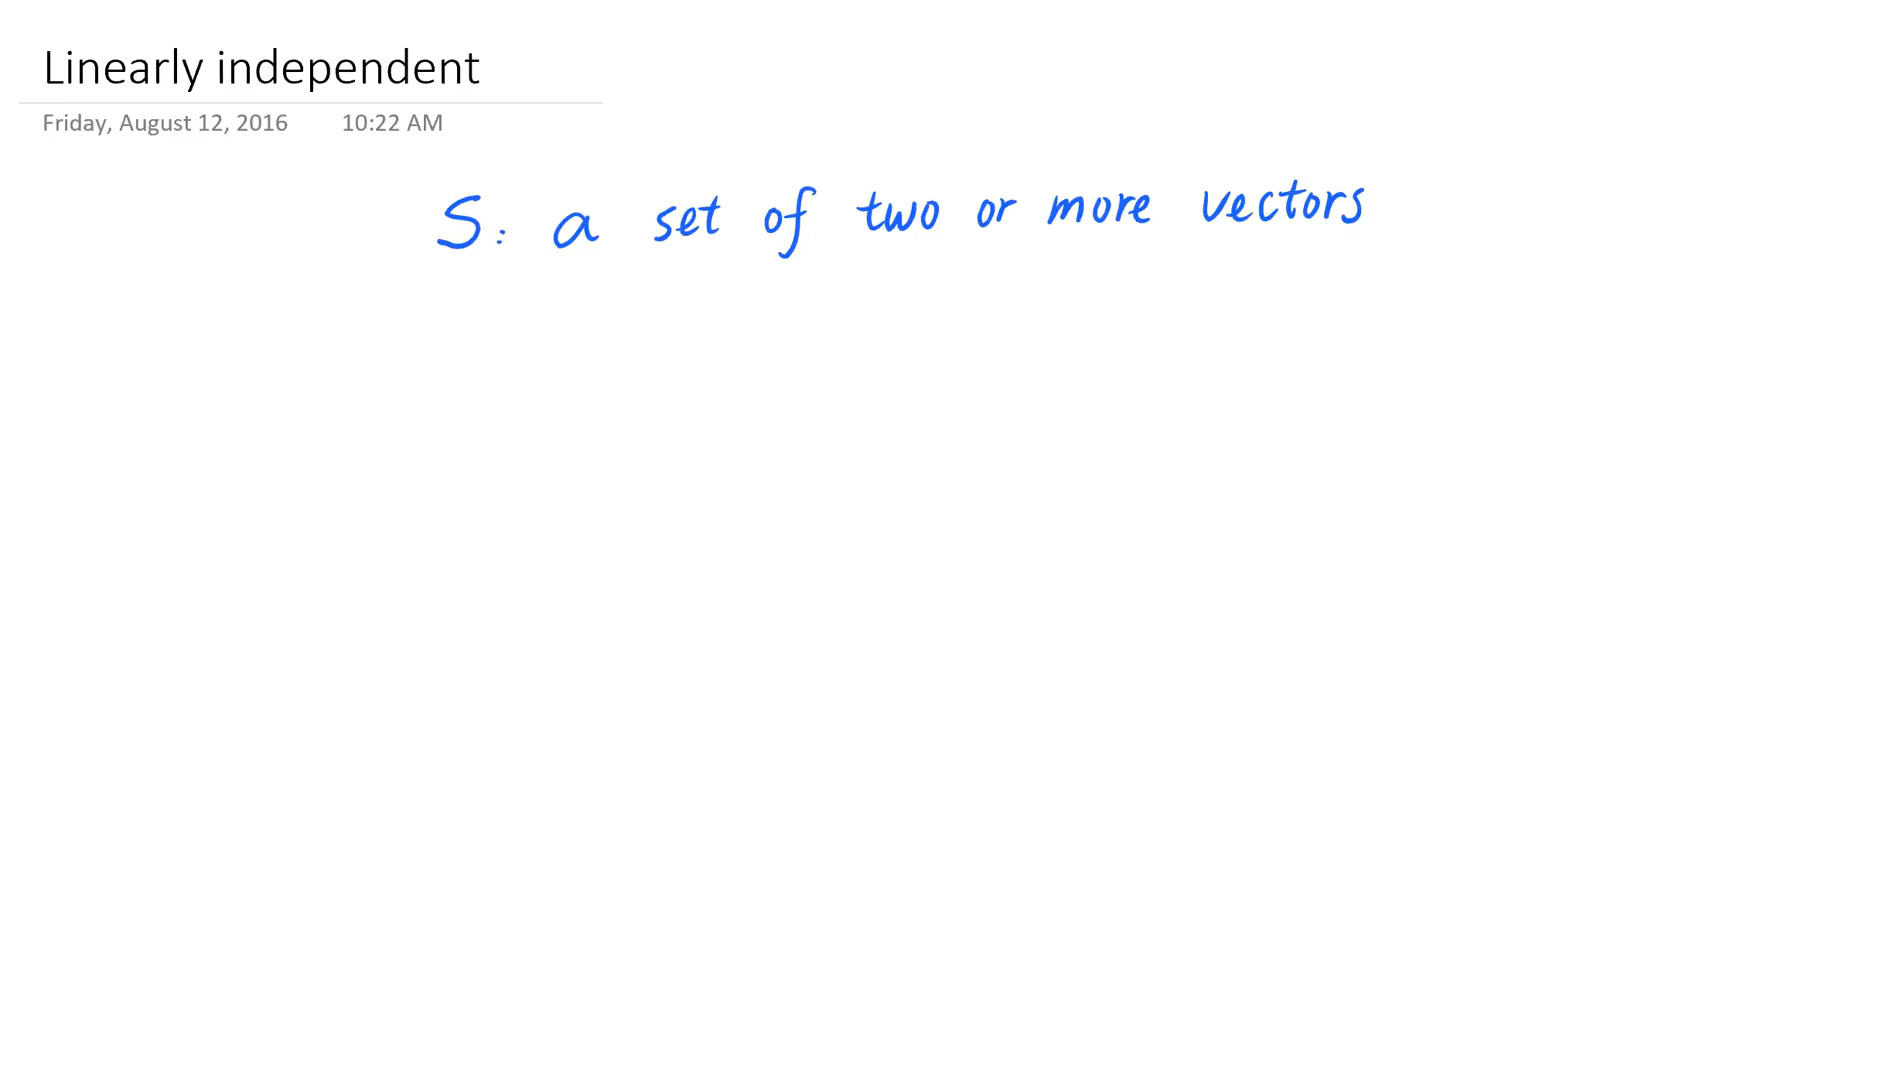 Linearly independent
Friday, August 12, 2016 10:22 AM
S: a set of two or more vectors